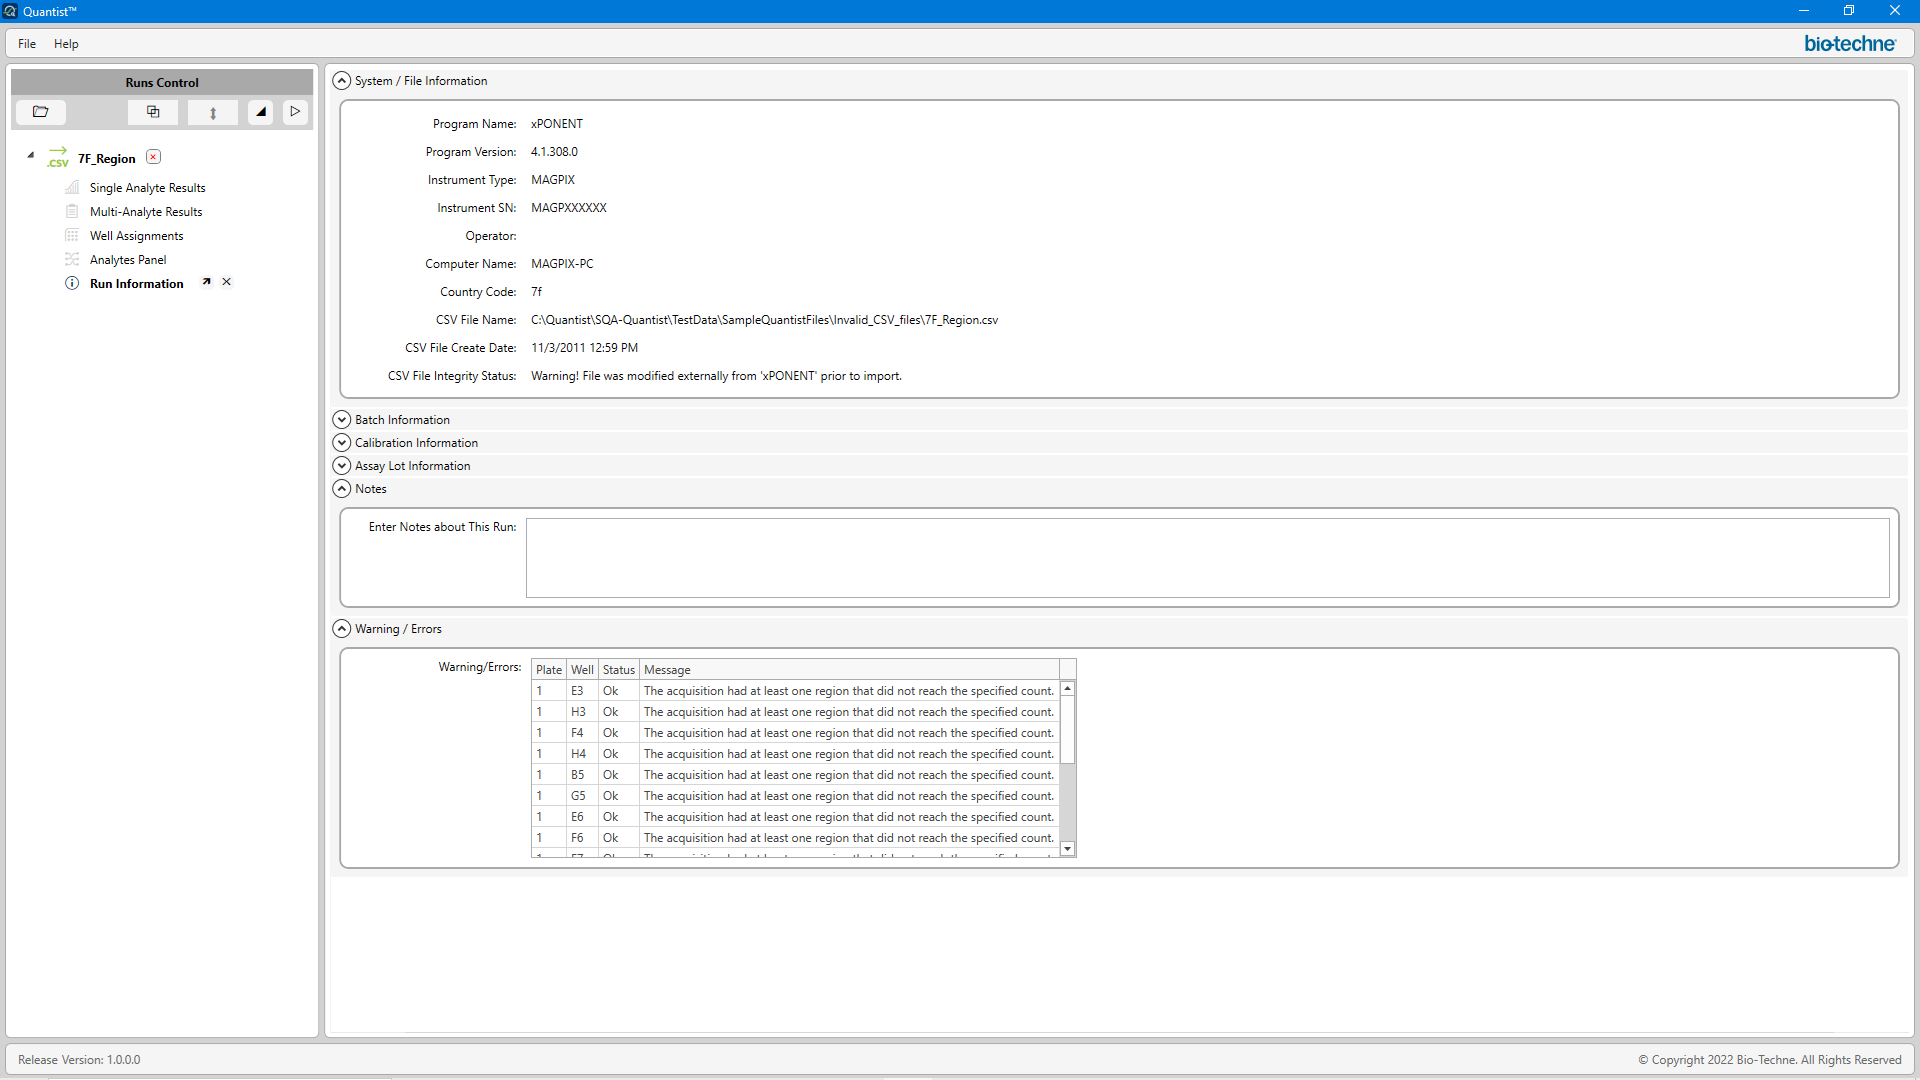 Quantist™
File Help
bio-techne
Runs Control
.csv 7F_Region
Single Analyte Results
Multi-Analyte Results
Well Assignments
Analytes Panel
Run Information
System / File Information
Program Name: xPONENT
Program Version: 4.1.308.0
Instrument Type: MAGPIX
Instrument SN: MAGPXXXXXX
Operator:
Computer Name: MAGPIX-PC
Country Code: 7f
CSV File Name: C:\Quantist\SQA-Quantist\TestData\SampleQuantistFiles\Invalid_CSV_files\7F_Region.csv
CSV File Create Date: 11/3/2011 12:59 PM
CSV File Integrity Status: Warning! File was modified externally from 'xPONENT' prior to import.
Batch Information
Calibration Information
Assay Lot Information
Notes
Enter Notes about This Run:
Warning / Errors
Warning/Errors:
Plate Well Status Message
1 E3 Ok The acquisition had at least one region that did not reach the specified count.
1 H3 Ok The acquisition had at least one region that did not reach the specified count.
1 F4 Ok The acquisition had at least one region that did not reach the specified count.
1 H4 Ok The acquisition had at least one region that did not reach the specified count.
1 B5 Ok The acquisition had at least one region that did not reach the specified count.
1 G5 Ok The acquisition had at least one region that did not reach the specified count.
1 E6 Ok The acquisition had at least one region that did not reach the specified count.
1 F6 Ok The acquisition had at least one region that did not reach the specified count.
Release Version: 1.0.0.0
© Copyright 2022 Bio-Techne. All Rights Reserved